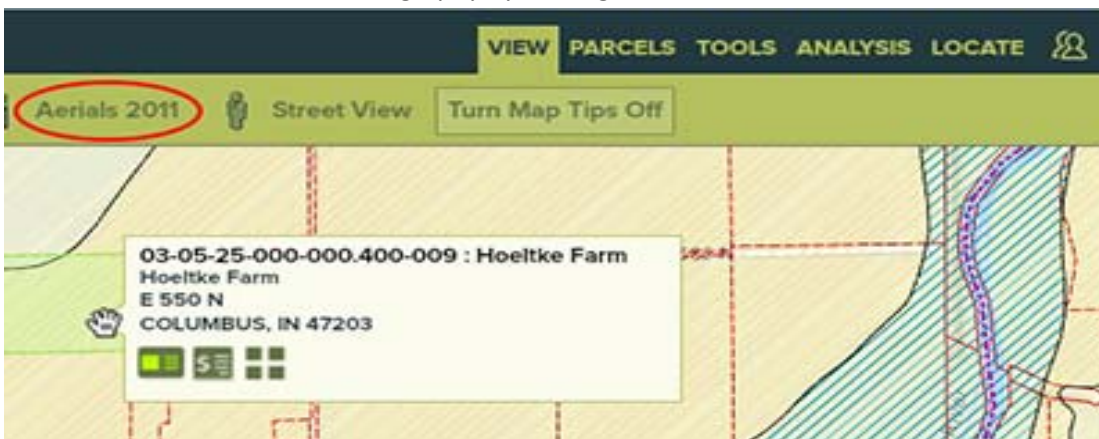 VIEW PARCELS TOOLS ANALYSIS LOCATE
Aerials 2011 Street View Turn Map Tips Off
03-05-25-000-000.400-009 : Hoeltke Farm
Hoeltke Farm
E 550 N
COLUMBUS, IN 47203